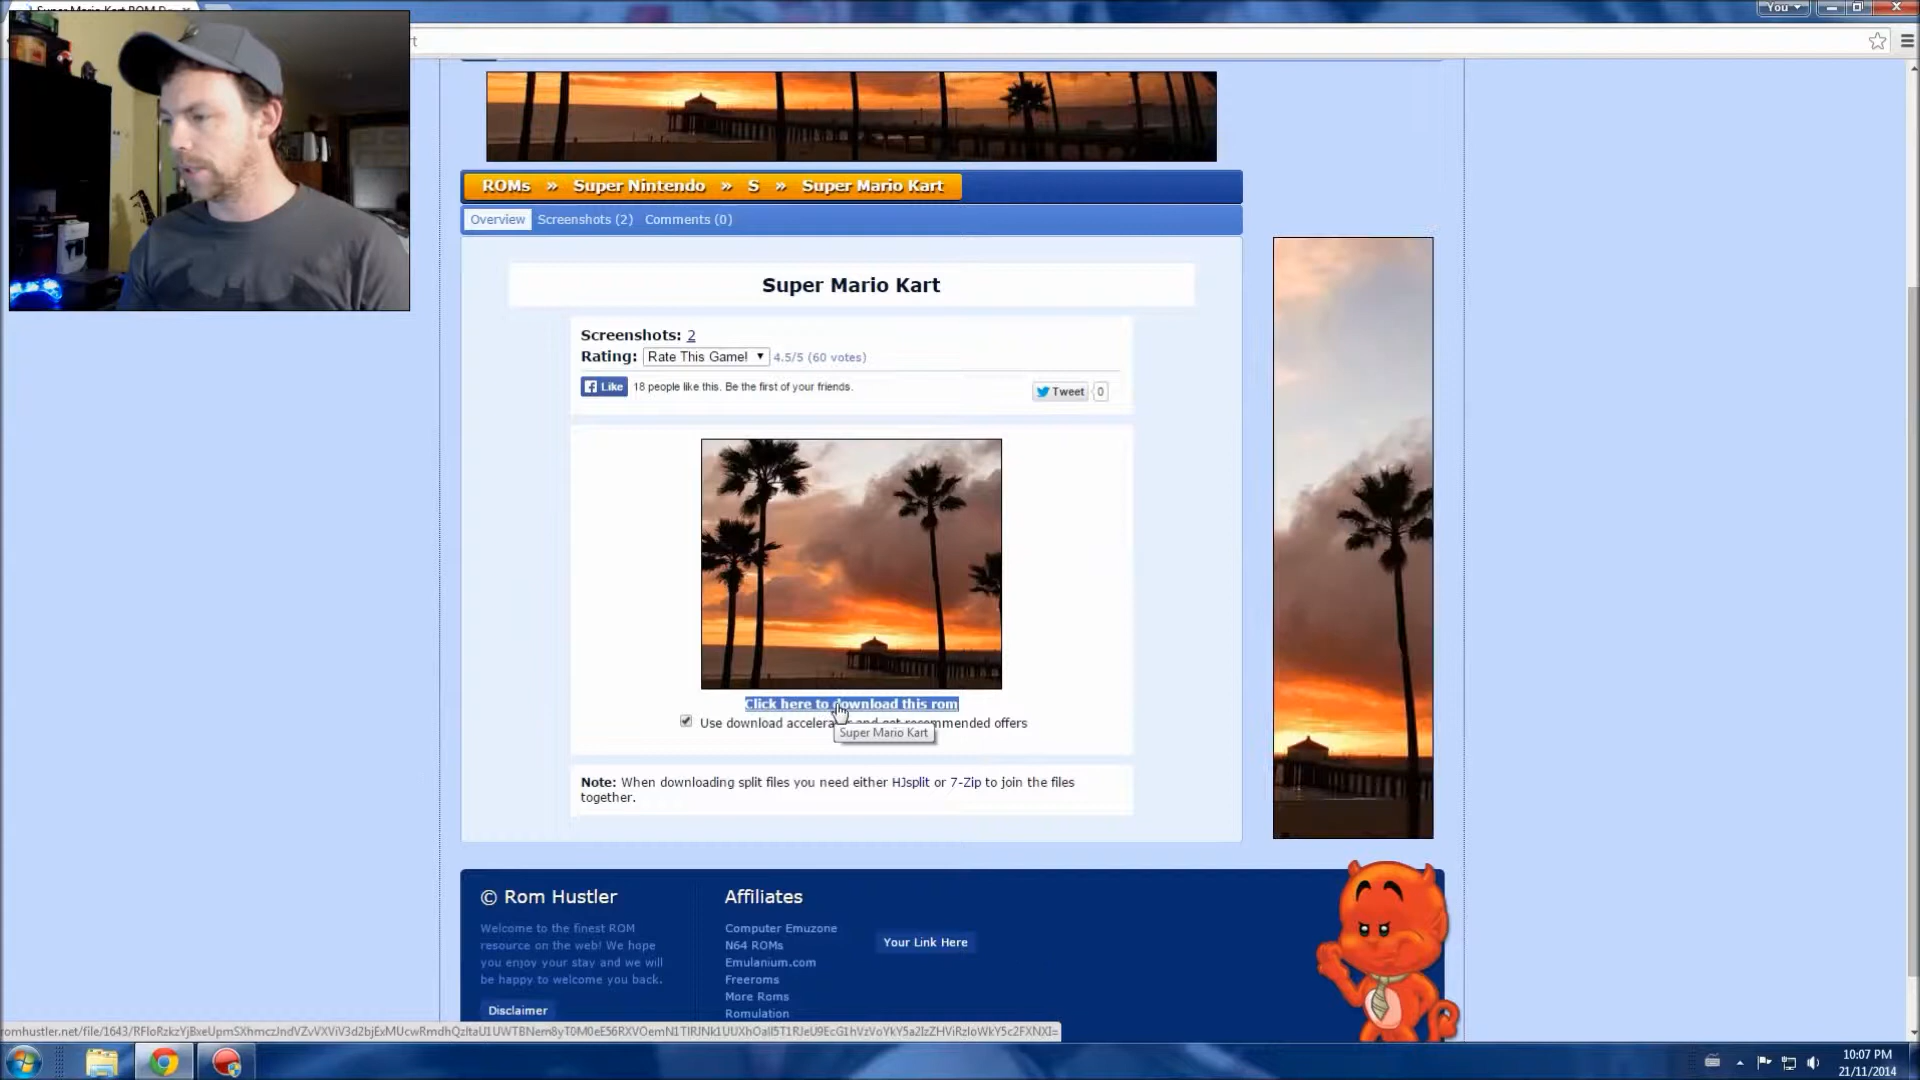 You
ROMs » Super Nintendo » S » Super Mario Kart
Overview Screenshots (2) Comments (0)
Super Mario Kart
Screenshots: 2
Rating: Rate This Game! 4.5/5 (60 votes)
Like 18 people like this. Be the first of your friends.
Tweet 0
Click here to download this rom
Use download and get recommended offers
Super Mario Kart
Note: When downloading split files you need either HJsplit or 7-Zip to join the files
together.
© Rom Hustler
Welcome to the finest ROM
resource on the web! We hope
you enjoy your stay and we will
be happy to welcome you back.
Disclaimer
Affiliates
Computer Emuzone
N64 ROMs
Emulanium.com
Freeroms
More Roms
Romulation
Your Link Here
10:07 PM
21/11/2014